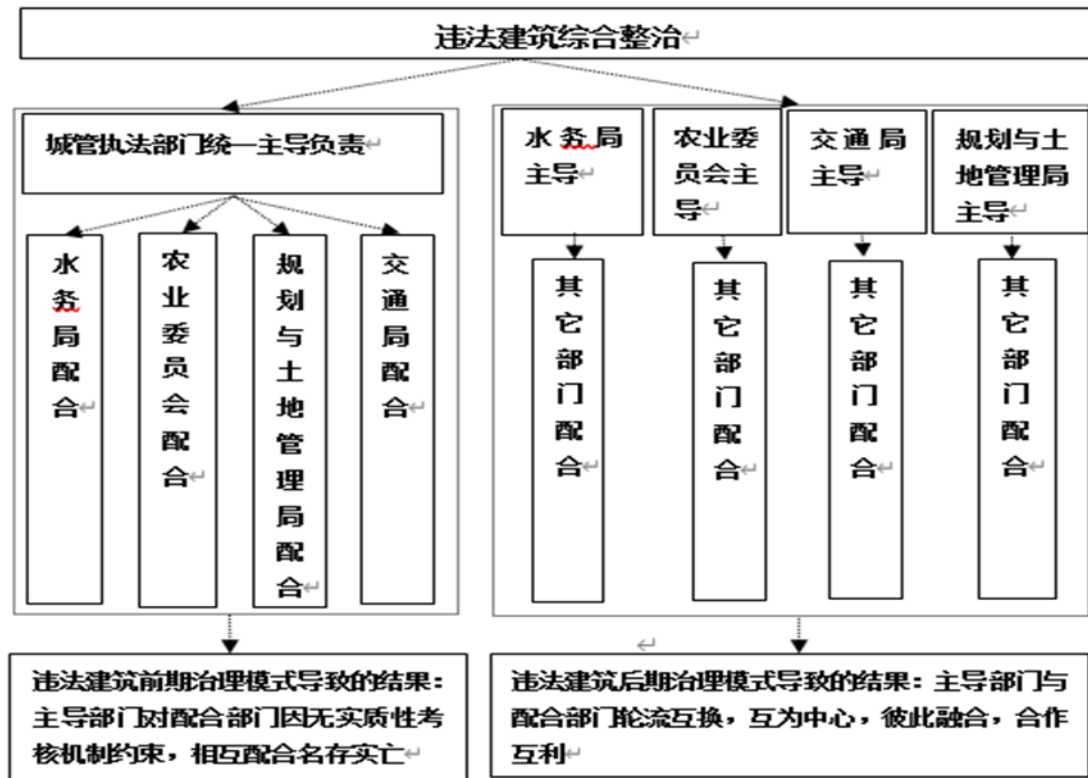 违法建筑综合整治
城管执法部门统一主导负责
水务局配合
农业委员会配合
规划与土地管理局配合
交通局配合
水务局
主导
农业委
员会主
导
交通局
主导
规划与土
地管理局
主导
其它部门配合
其它部门配合
其它部门配合
其它部门配合
违法建筑前期治理模式导致的结果：
主导部门对配合部门因无实质性考
核机制约束，相互配合名存实亡
违法建筑后期治理模式导致的结果：主导部门与
配合部门轮流互换，互为中心，彼此融合，合作
互利